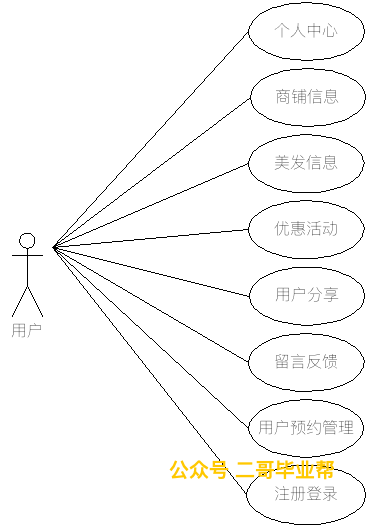 个人中心
商铺信息
美发信息
优惠活动
用户分享
用户
留言反馈
用户预约管理
公众号 二哥毕业帮
注册登录